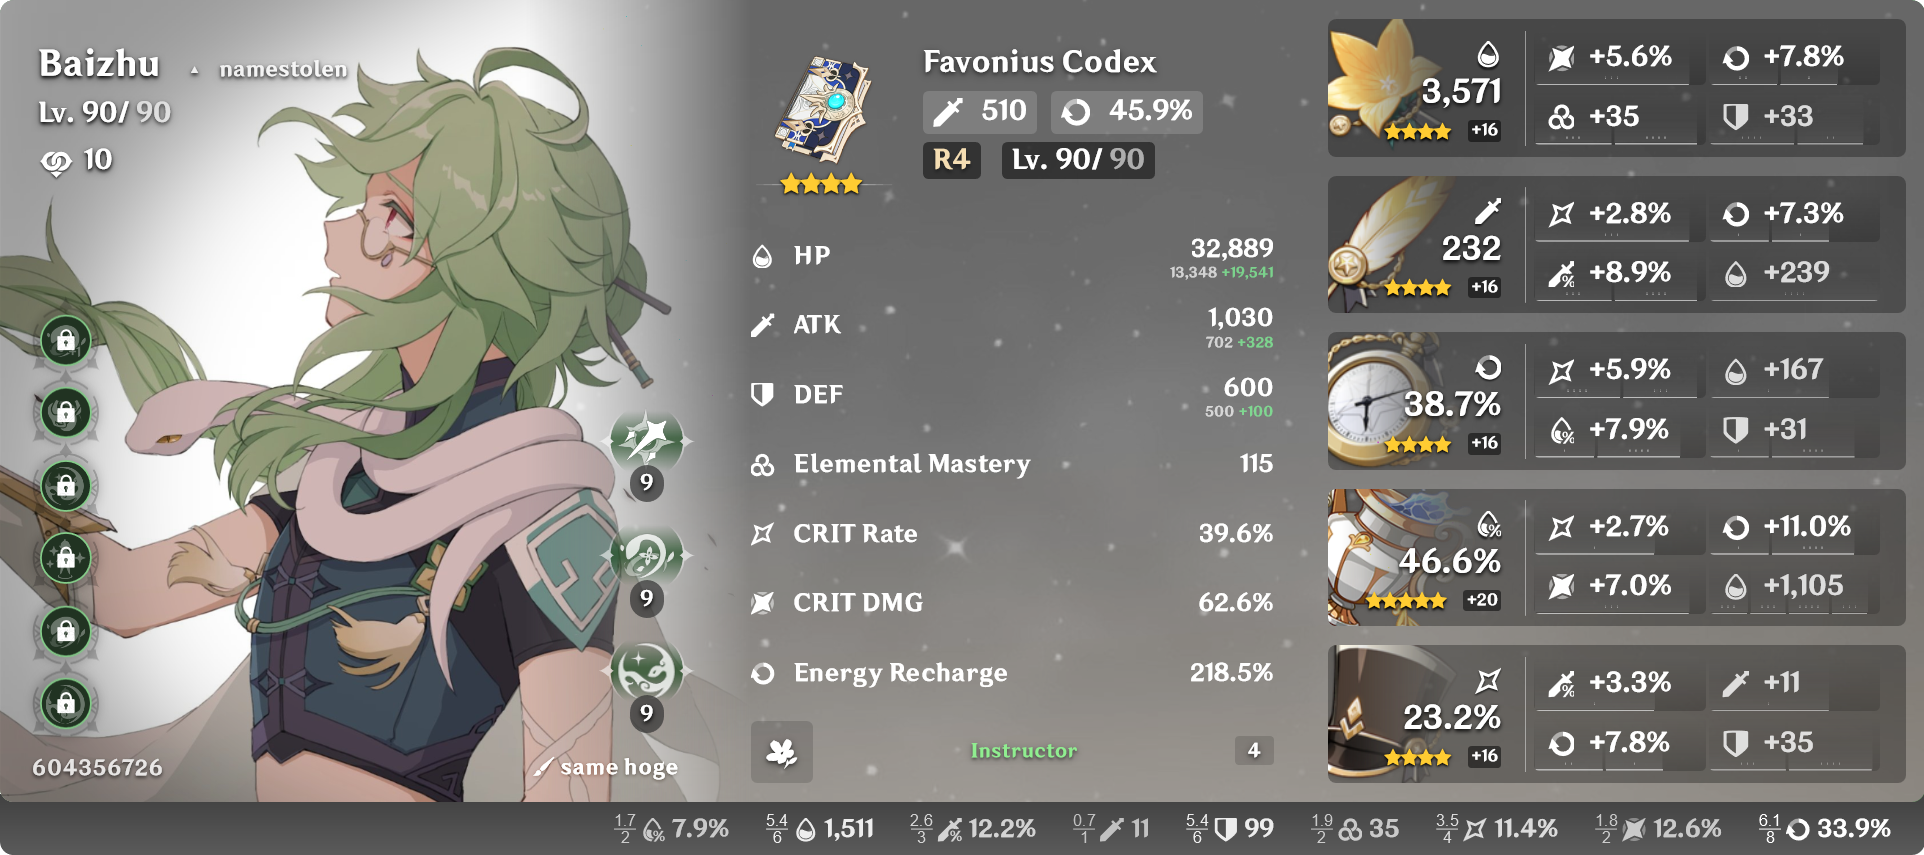 Baizhu ▲ namestolen
Lv. 90/ 90
10
9
9
9
604356726
same hoge
Favonius Codex
510 45.9%
R4 Lv. 90/ 90
HP 32,889
13,348 +19,541
ATK 1,030
702 +328
DEF 600
500 +100
Elemental Mastery 115
CRIT Rate 39.6%
CRIT DMG 62.6%
Energy Recharge 218.5%
Instructor 4
3,571
+16
+5.6% +7.8%
+35 +33
232
+16
+2.8% +7.3%
+8.9% +239
38.7%
+16
+5.9% +167
+7.9% +31
46.6%
+20
+2.7% +11.0%
+7.0% +1,105
23.2%
+16
+3.3% +11
+7.8% +35
1.7/2 7.9% 5.4/6 1,511 2.6/3 12.2% 0.7/1 11 5.4/6 99 1.9/2 35 3.5/4 11.4% 1.8/2 12.6% 6.1/8 33.9%